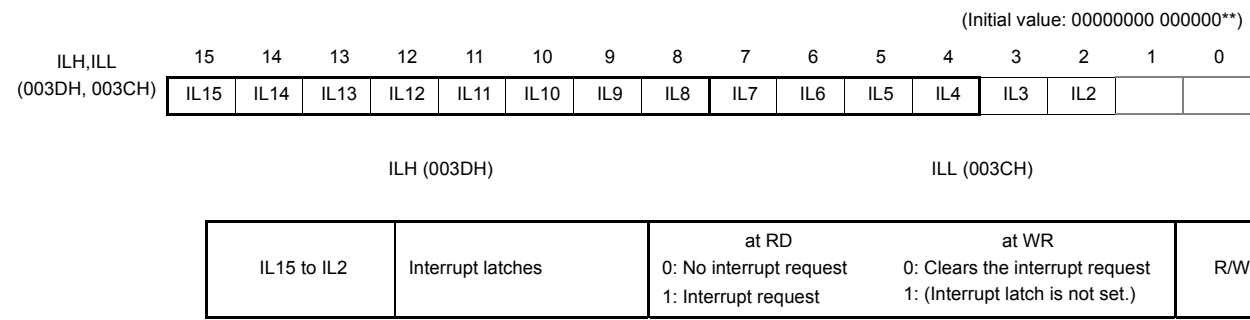 (Initial value: 00000000 000000**)
ILH,ILL 15 14 13 12 11 10 9 8 7 6 5 4 3 2 1 0
(003DH, 003CH) IL15 IL14 IL13 IL12 IL11 IL10 IL9 IL8 IL7 IL6 IL5 IL4 IL3 IL2
ILH (003DH) ILL (003CH)
at RD at WR
IL15 to IL2 Interrupt latches 0: No interrupt request 0: Clears the interrupt request R/W
1: Interrupt request 1: (Interrupt latch is not set.)